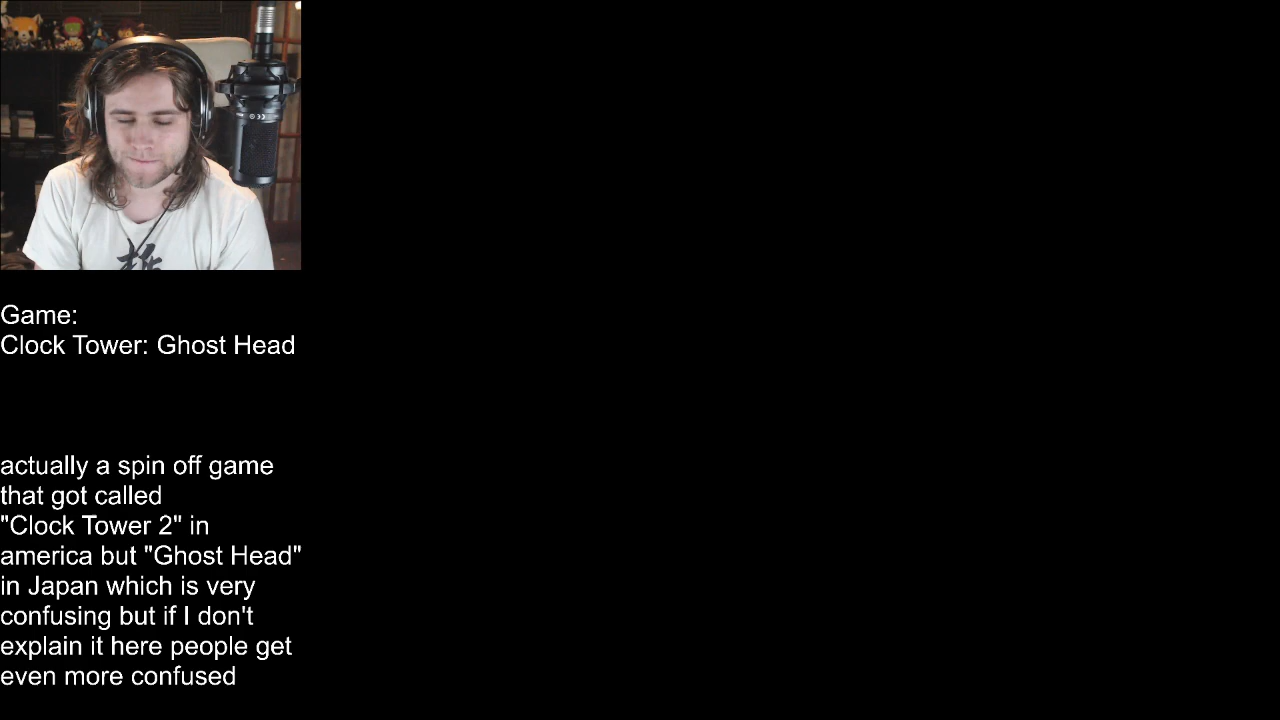 Game:
Clock Tower: Ghost Head
actually a spin off game
that got called
"Clock Tower 2" in
america but "Ghost Head"
in Japan which is very
confusing but if I don't
explain it here people get
even more confused